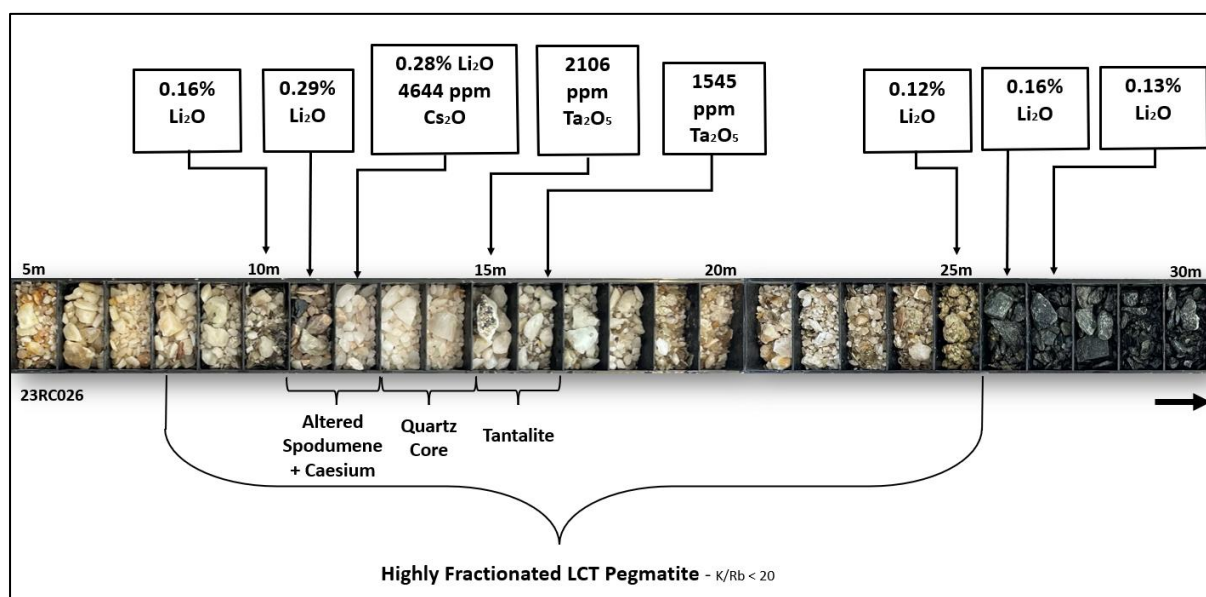 0.16%
Li₂O
0.29%
Li₂O
0.28% Li₂O
4644 ppm
Cs₂O
2106
ppm
Ta₂O₅
1545
ppm
Ta₂O₅
0.12%
Li₂O
0.16%
Li₂O
0.13%
Li₂O
5m
10m
15m
20m
25m
30m
23RC026
Altered
Spodumene
+ Caesium
Quartz
Core
Tantalite
Highly Fractionated LCT Pegmatite - K/Rb < 20